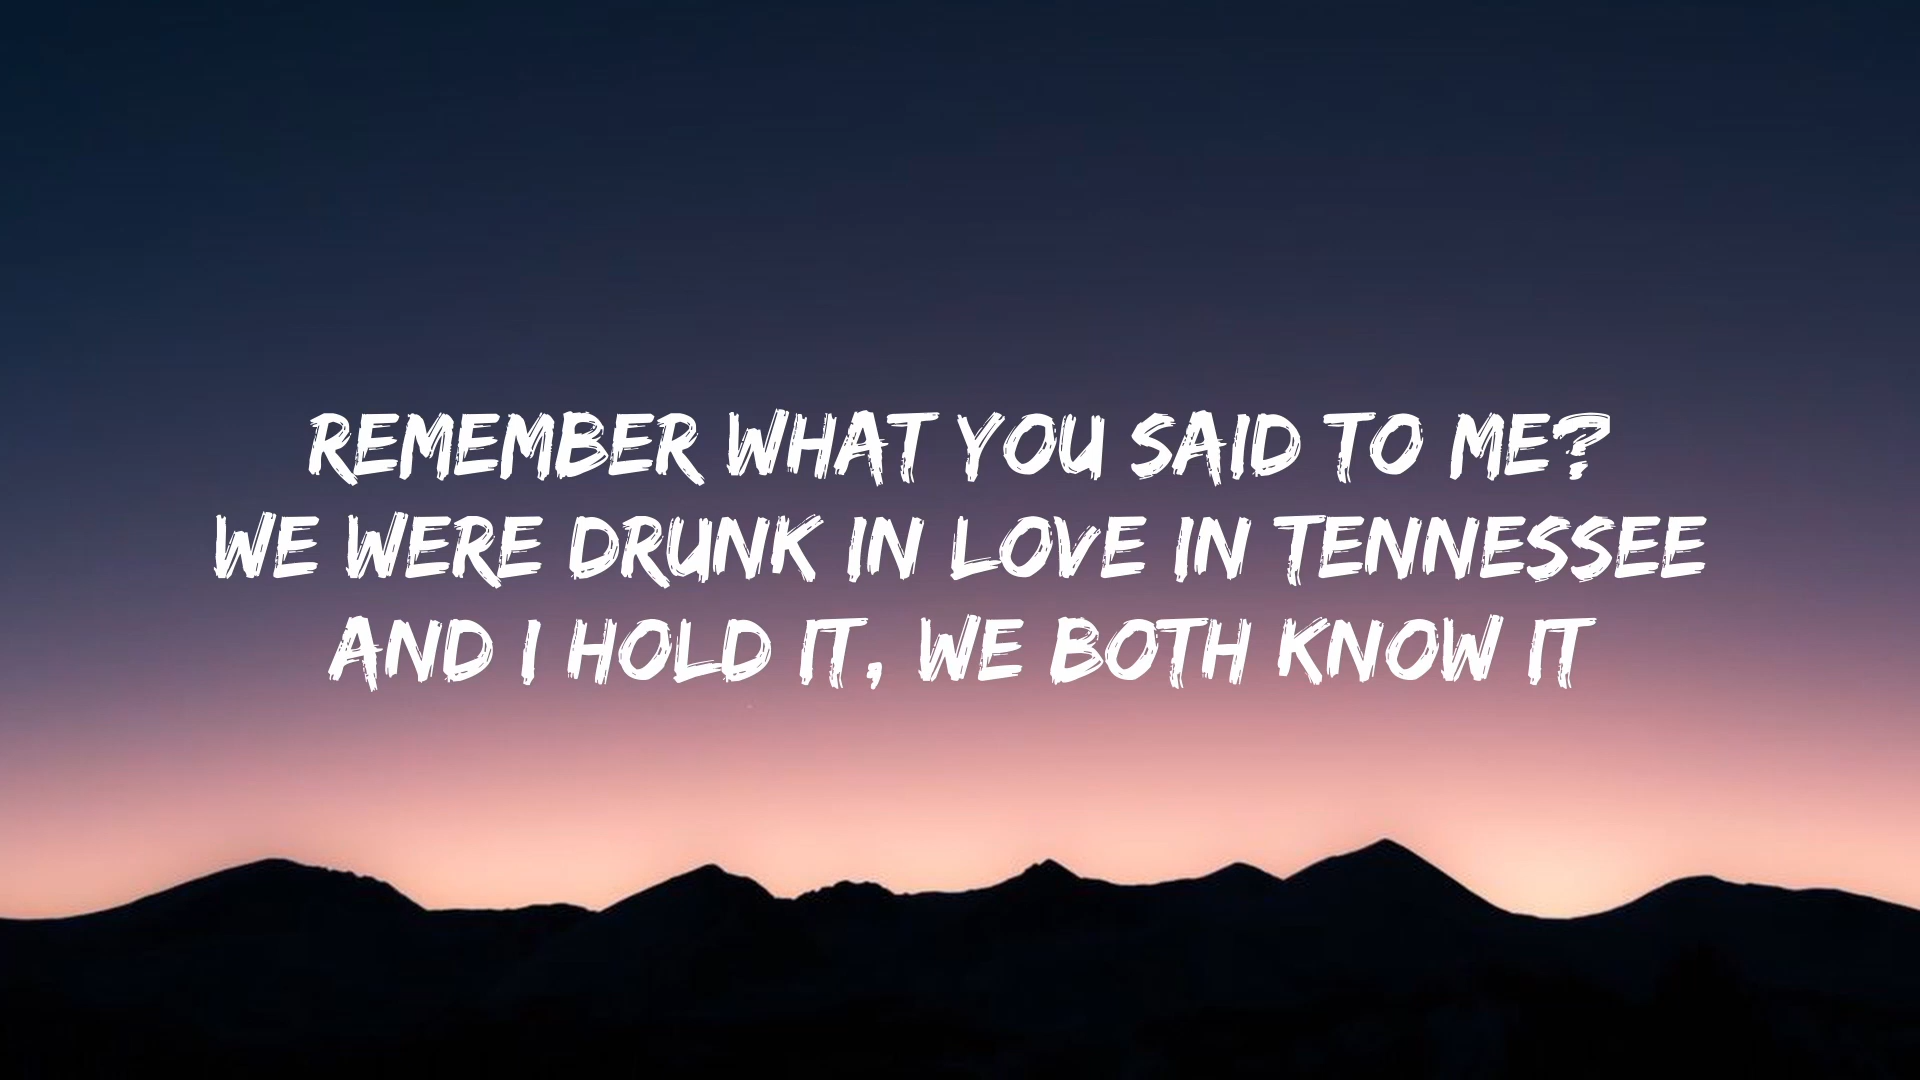 REMEMBER WHAT YOU SAID TO ME?
WE WERE DRUNK IN LOVE IN TENNESSEE
AND I HOLD IT, WE BOTH KNOW IT